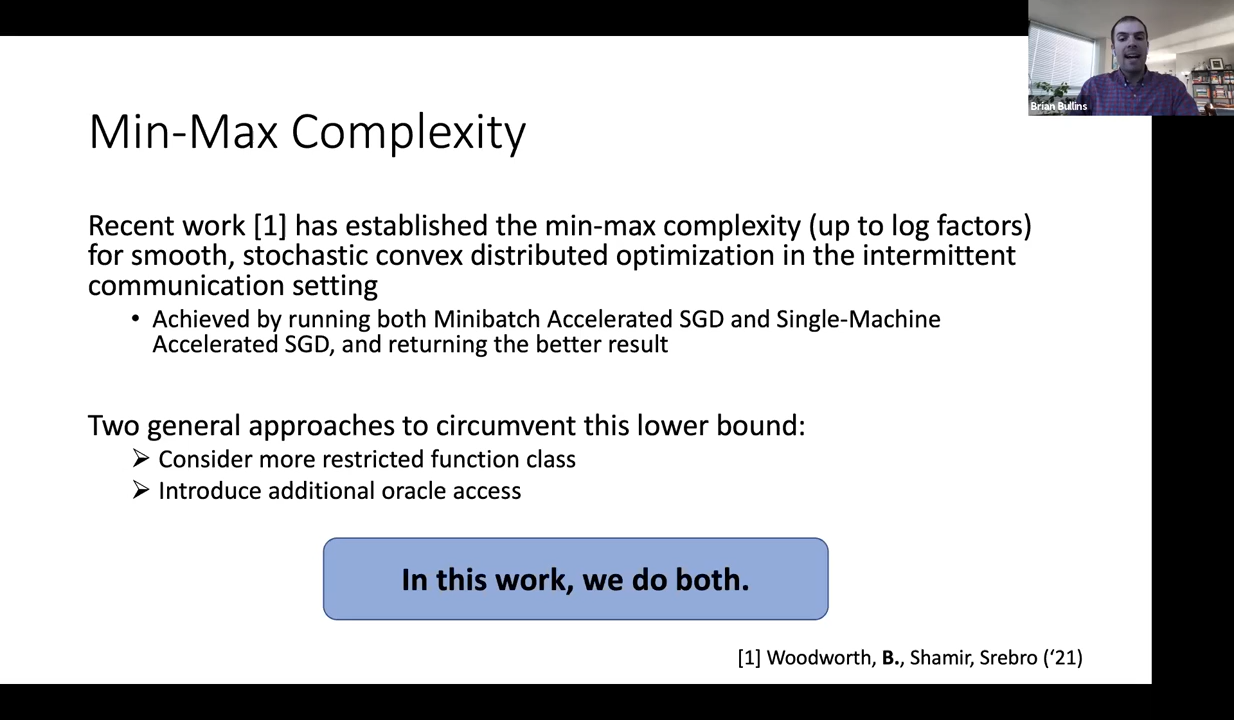 Brian Bullins
Min-Max Complexity
Recent work [1] has established the min-max complexity (up to log factors)
for smooth, stochastic convex distributed optimization in the intermittent
communication setting
• Achieved by running both Minibatch Accelerated SGD and Single-Machine
Accelerated SGD, and returning the better result
Two general approaches to circumvent this lower bound:
➢ Consider more restricted function class
➢ Introduce additional oracle access
In this work, we do both.
[1] Woodworth, B., Shamir, Srebro (‘21)